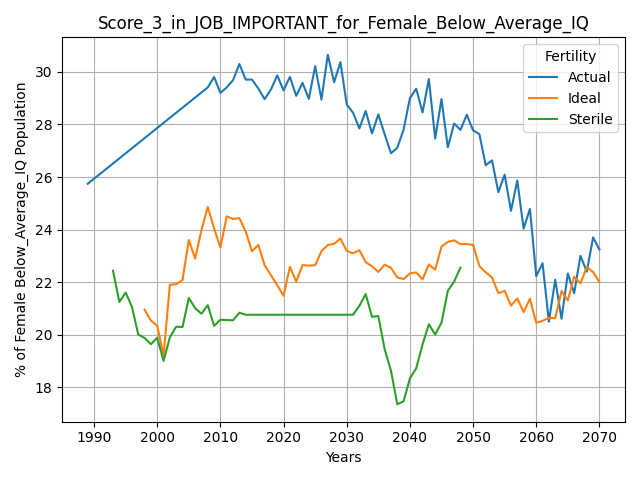 Score_3_in_JOB_IMPORTANT_for_Female_Below_Average_IQ
% of Female Below_Average_IQ Population
30
28
26
24
22
20
18
Fertility
Actual
Ideal
Sterile
1990 2000 2010 2020 2030 2040 2050 2060 2070
Years